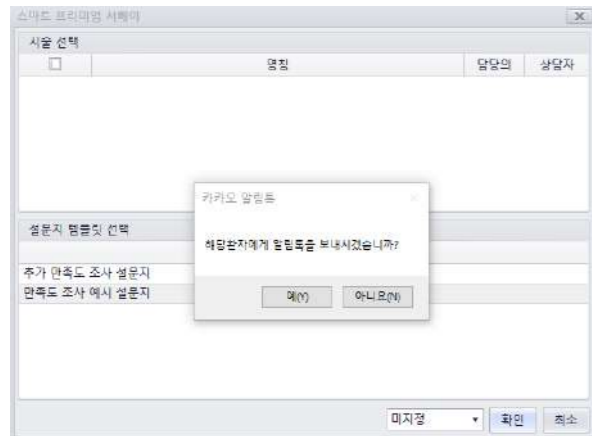 스마트 프리미엄 서베이
시술 선택
명칭 담당의 상담자
카카오 알림톡
해당환자에게 알림톡을 보내시겠습니까?
예(Y) 아니요(N)
설문지 템플릿 선택
추가 만족도 조사 설문지
만족도 조사 예시 설문지
미지정 확인 취소